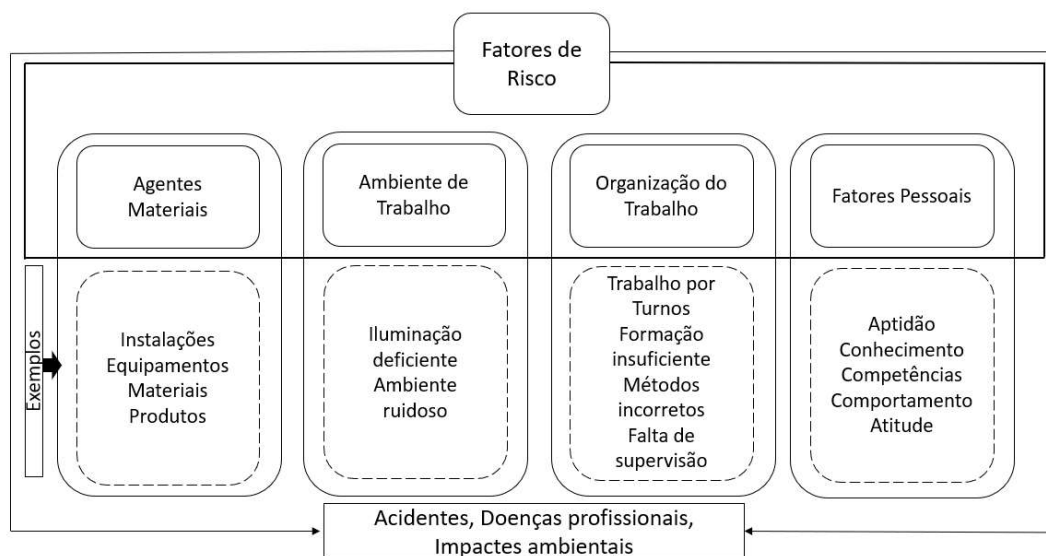 Fatores de
Risco
Agentes
Materiais
Ambiente de
Trabalho
Organização do
Trabalho
Fatores Pessoais
Exemplos
Instalações
Equipamentos
Materiais
Produtos
Iluminação
deficiente
Ambiente
ruidoso
Trabalho por
Turnos
Formação
insuficiente
Métodos
incorretos
Falta de
supervisão
Aptidão
Conhecimento
Competências
Comportamento
Atitude
Acidentes, Doenças profissionais,
Impactes ambientais